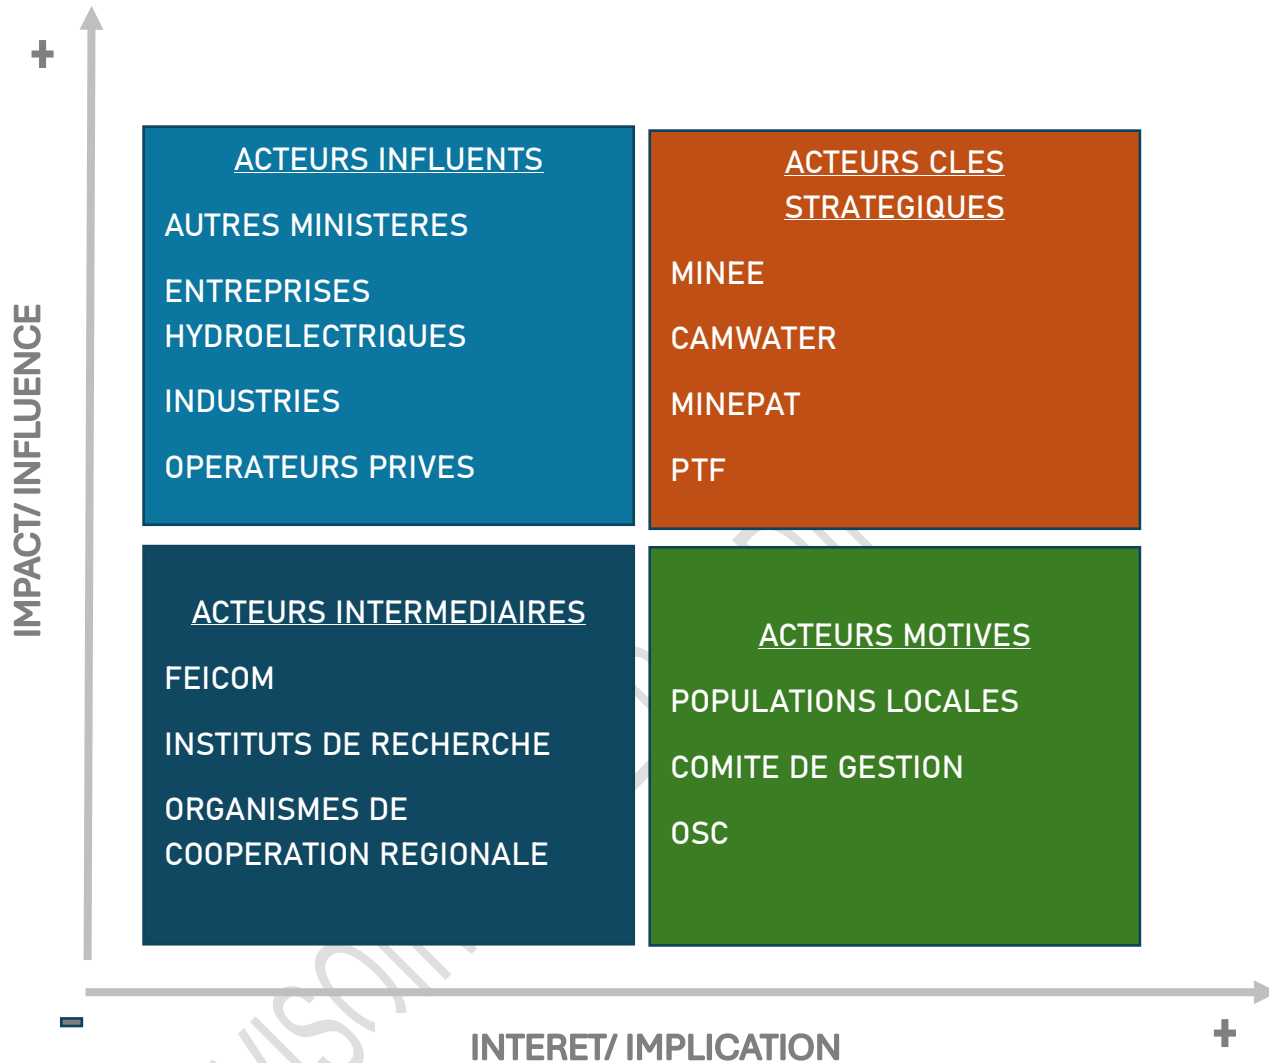 +
IMPACT/ INFLUENCE
ACTEURS INFLUENTS
AUTRES MINISTERES
ENTREPRISES
HYDROELECTRIQUES
INDUSTRIES
OPERATEURS PRIVES
ACTEURS CLES
STRATEGIQUES
MINEE
CAMWATER
MINEPAT
PTF
ACTEURS INTERMEDIAIRES
FEICOM
INSTITUTS DE RECHERCHE
ORGANISMES DE
COOPERATION REGIONALE
ACTEURS MOTIVES
POPULATIONS LOCALES
COMITE DE GESTION
OSC
-
INTERET/ IMPLICATION
+